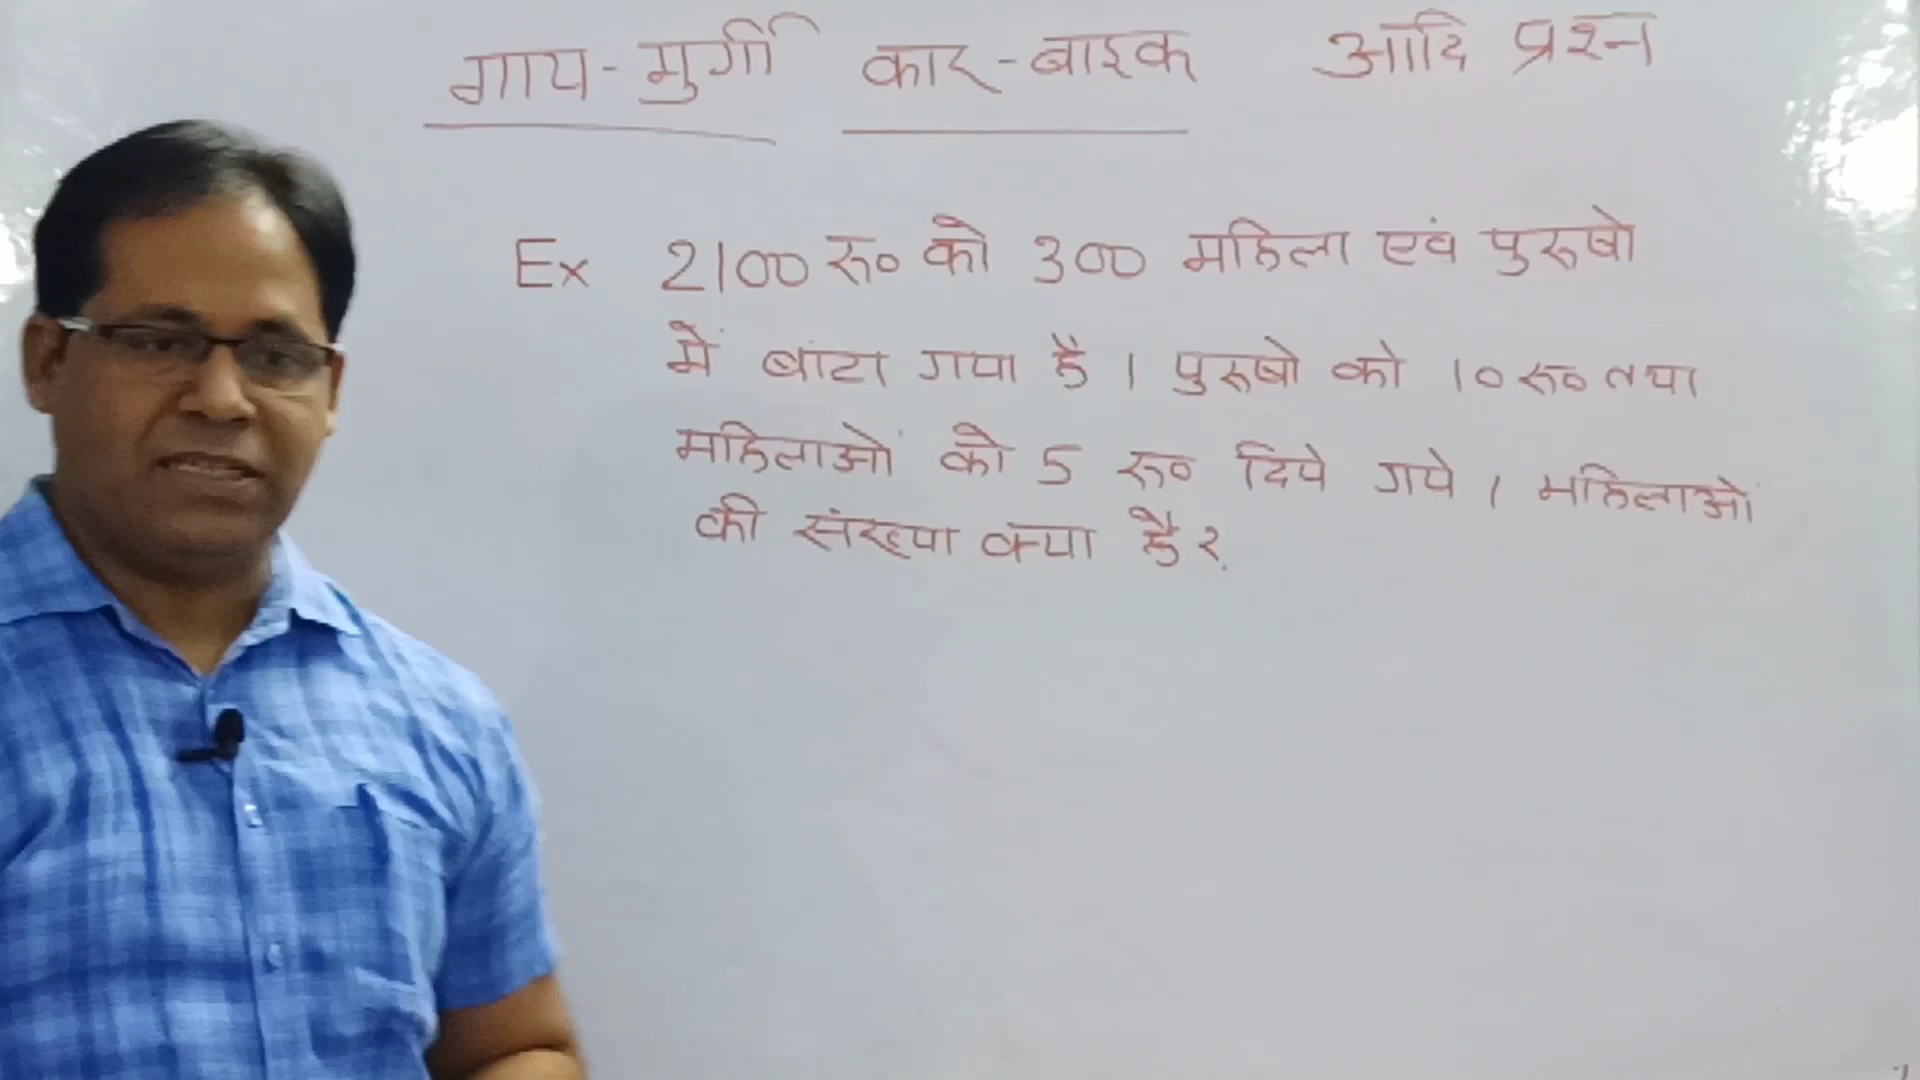 गाय-मुर्गी कार-बाइक आदि प्रश्न
Ex 2100 रु० को 300 महिला एवं पुरुषो
में बांटा गया है । पुरुषो को 10 रु० तथा
महिलाओं को 5 रु० दिये गये । महिलाओं
की संख्या क्या है ?